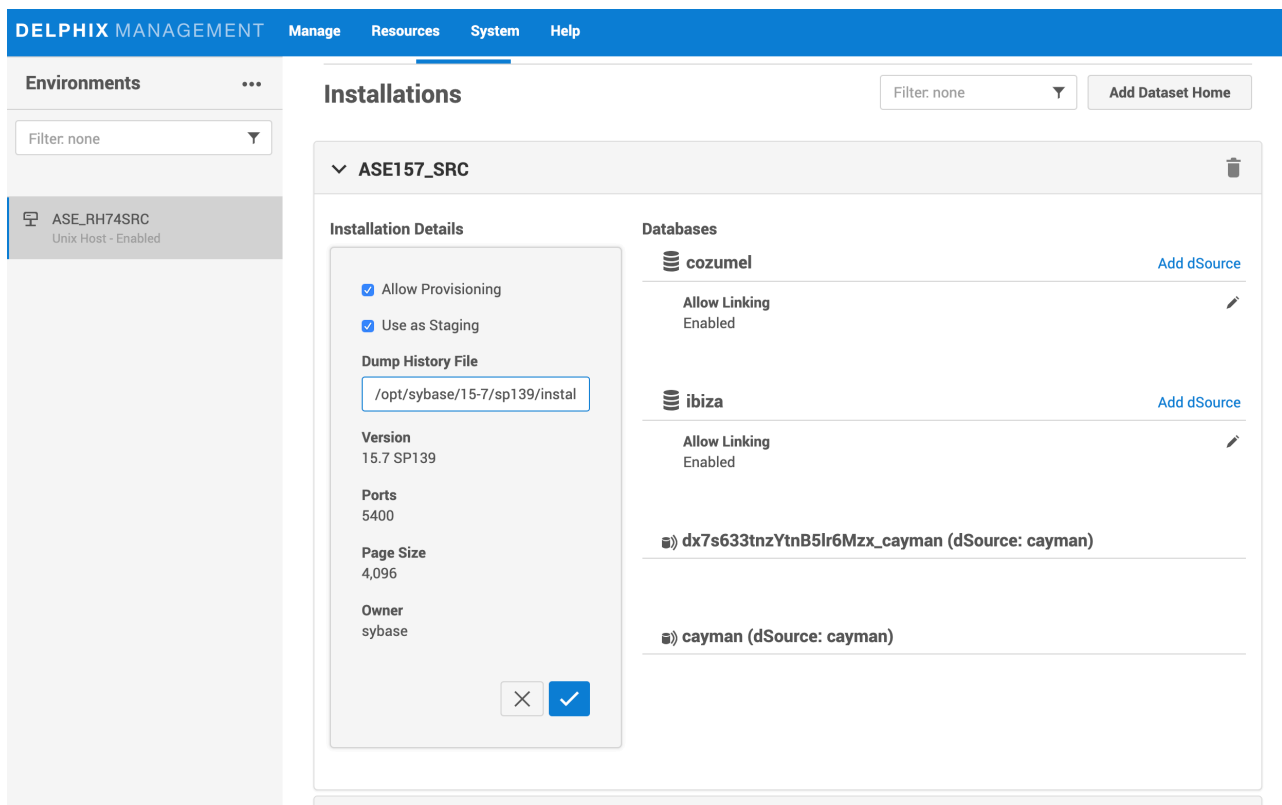 DELPHIX MANAGEMENT Manage Resources System Help
Environments
Filter: none
ASE_RH74SRC
Unix Host - Enabled
Installations
Filter: none
Add Dataset Home
ASE157_SRC
Installation Details
Allow Provisioning
Use as Staging
Dump History File
/opt/sybase/15-7/sp139/instal
Version
15.7 SP139
Ports
5400
Page Size
4,096
Owner
sybase
Databases
cozumel
Add dSource
Allow Linking
Enabled
ibiza
Add dSource
Allow Linking
Enabled
dx7s633tnzYtnB5lr6Mzx_cayman (dSource: cayman)
cayman (dSource: cayman)